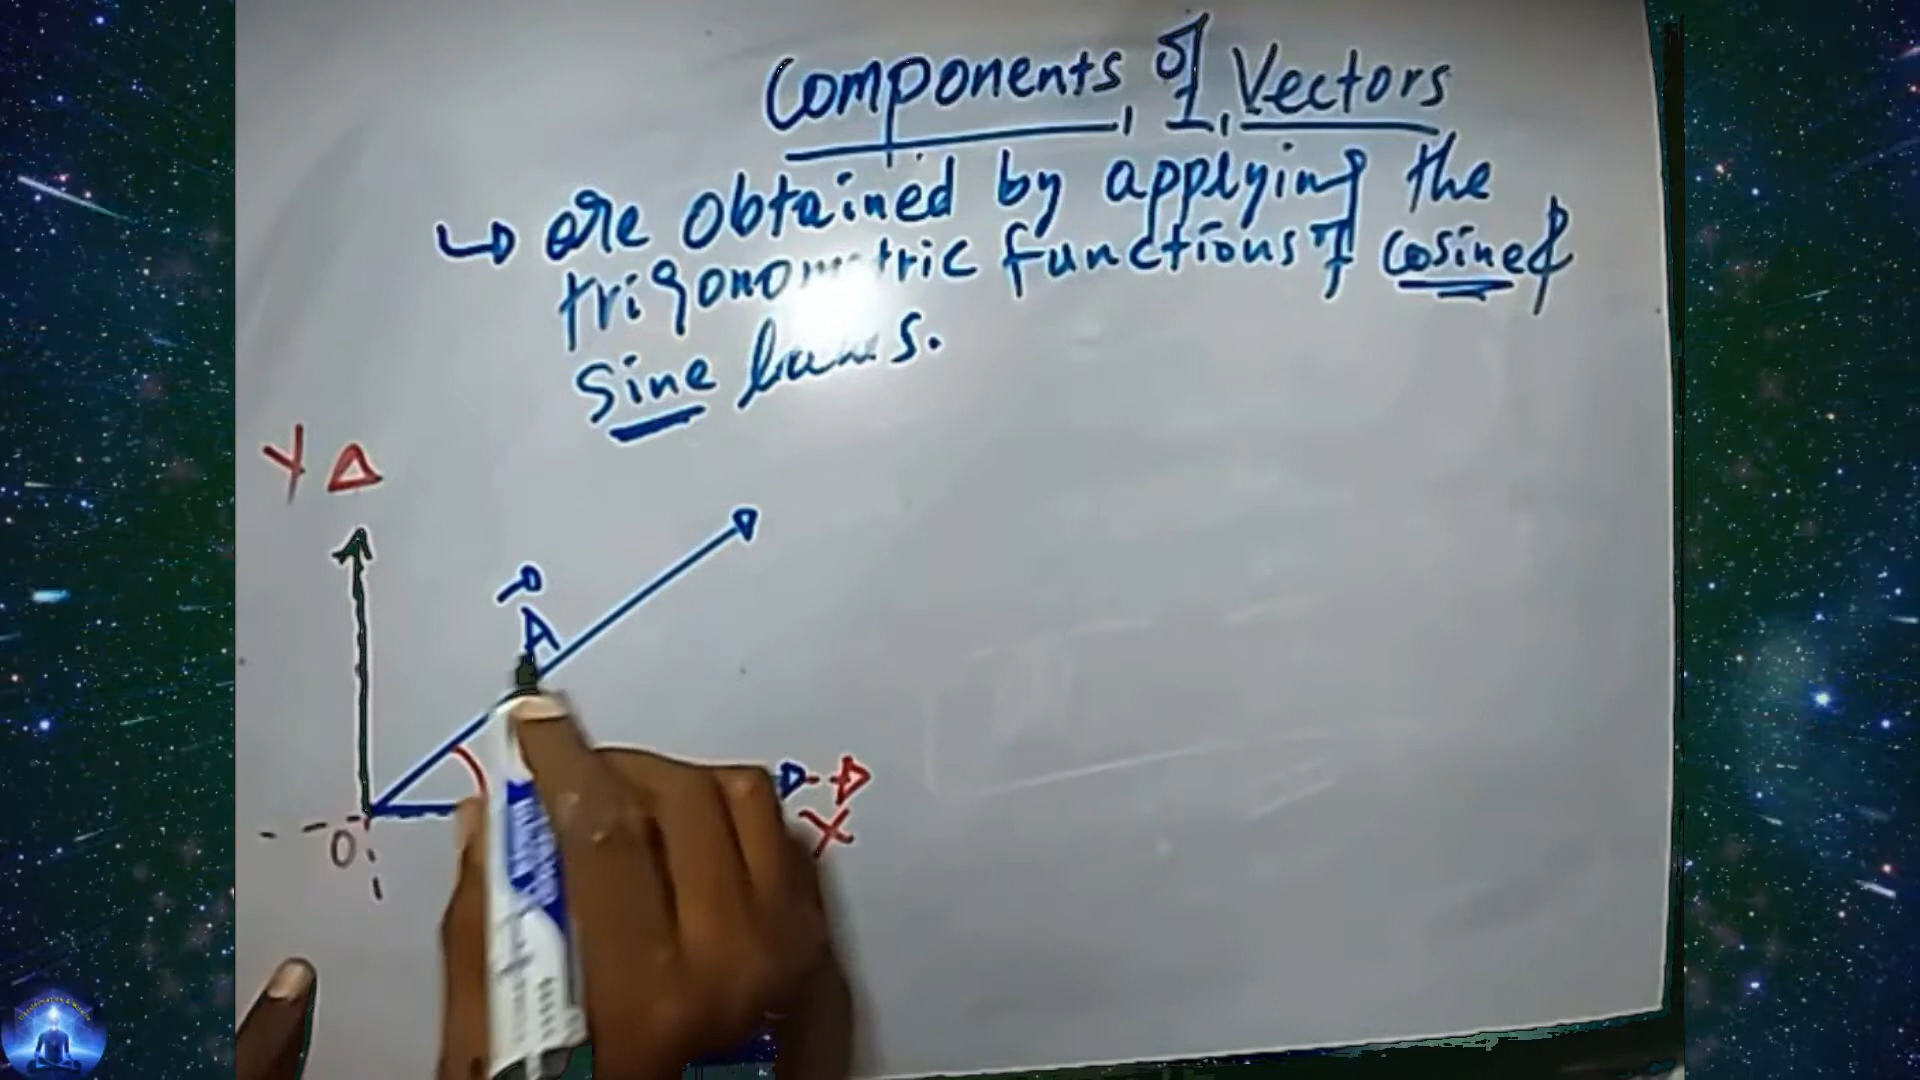 Components of Vectors
are obtained by applying the
trigonometric functions of cosine &
Sine laws.
Y
A
X
O